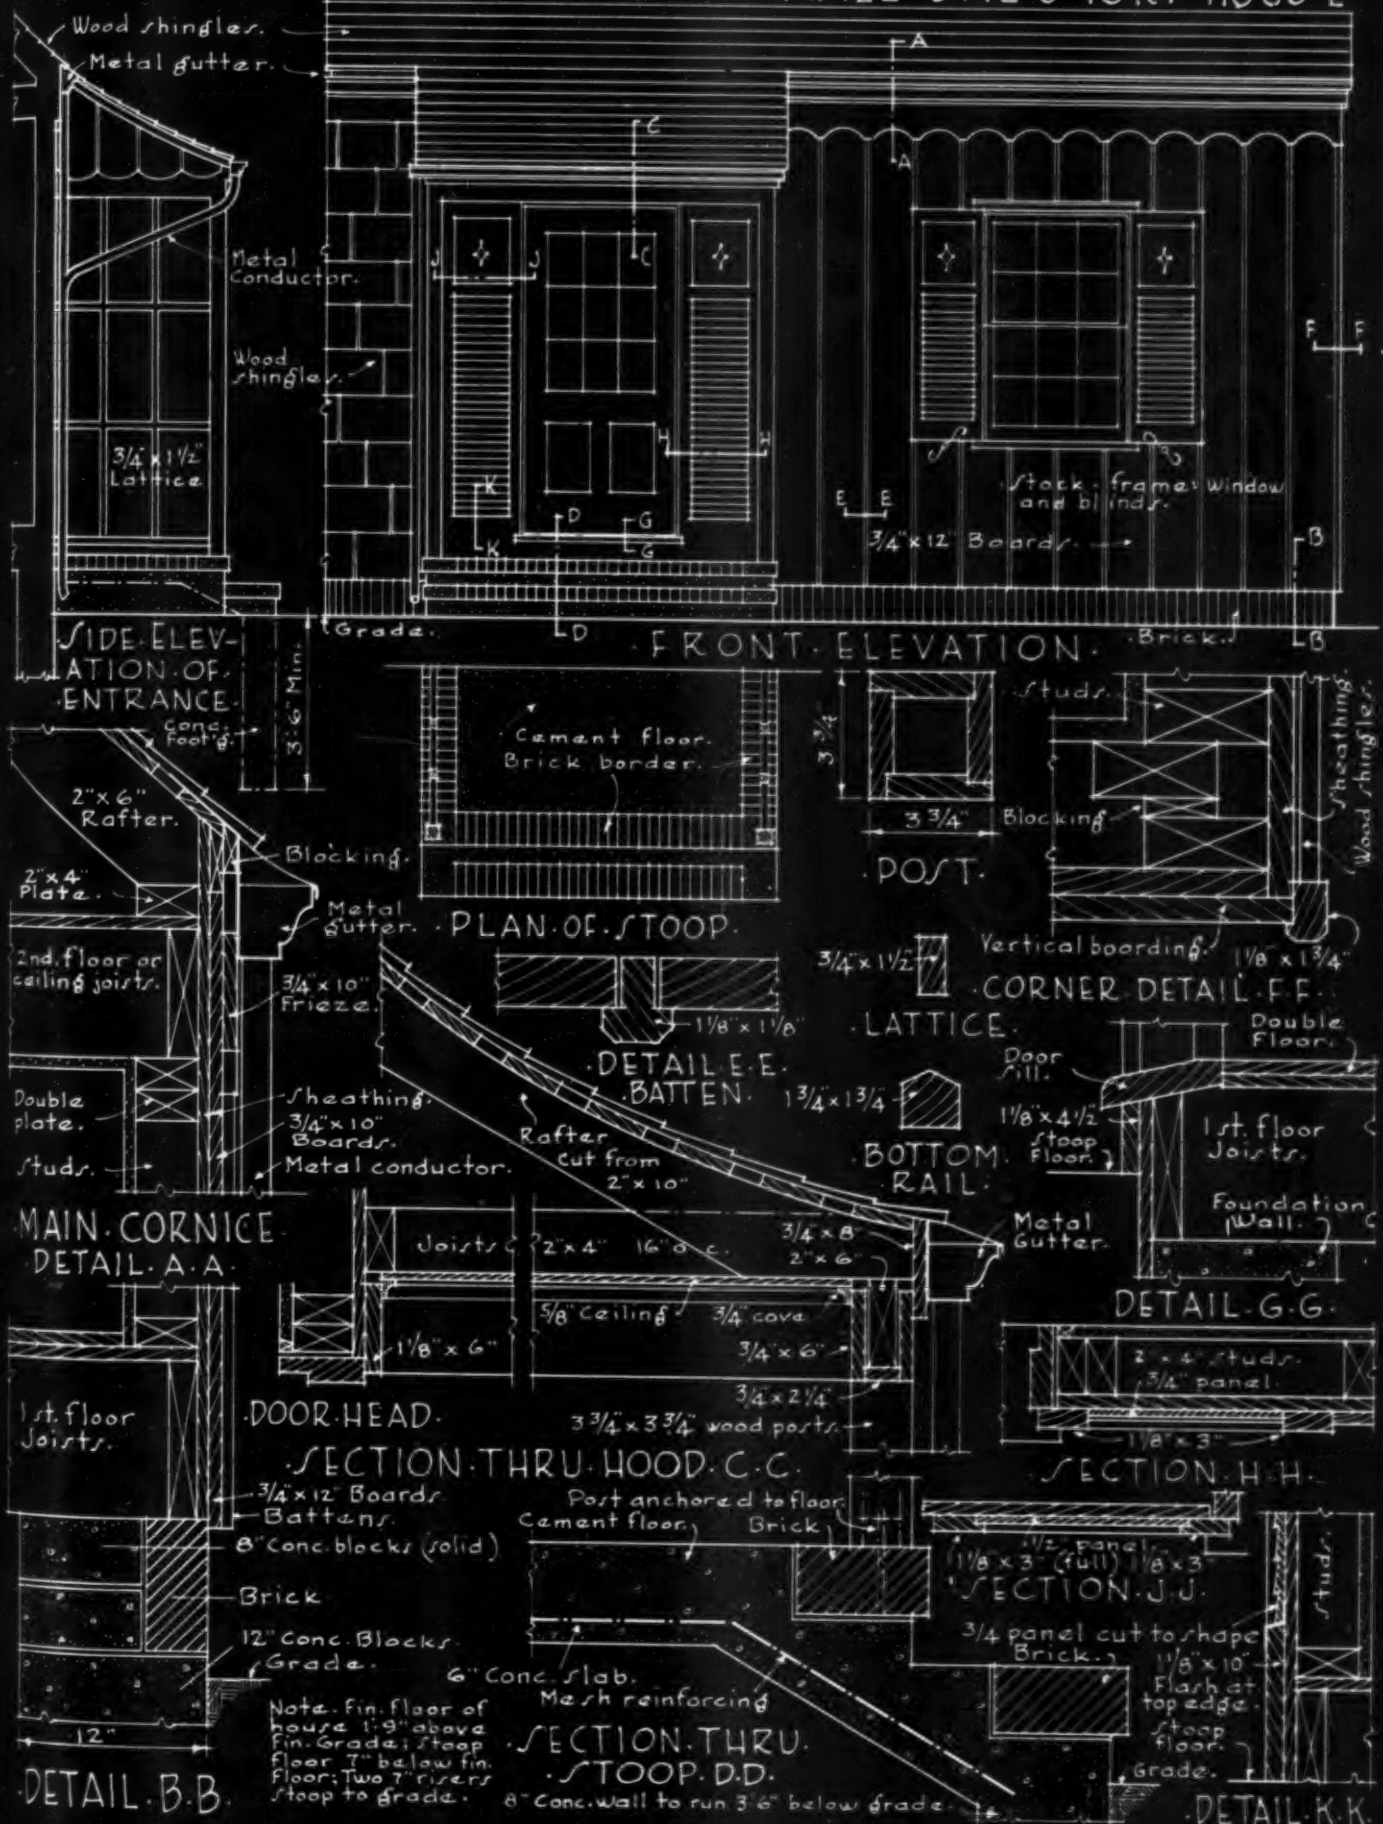 Wood shingles.
Metal gutter.
A
A
C
C
Metal
Conductor.
J
J
F
F
Wood
shingles.
3/4" x 1 1/2"
Lattice
H
H
K
K
D
D
G
G
E
E
Stock frame window
and blinds.
3/4" x 12" Boards.
B
B
Grade.
Brick.
SIDE ELEV-
ATION OF
ENTRANCE
FRONT ELEVATION.
Conc.
Foot'g.
3'-6" Min.
Cement floor.
Brick border.
PLAN OF STOOP.
3 3/4
3 3/4"
POST.
Studs.
Blocking.
Sheathing.
Wood shingles.
Vertical boarding.
1 1/8" x 1 3/4"
CORNER DETAIL F.F.
2" x 6"
Rafter.
2" x 4"
Plate.
Blocking.
Metal
gutter.
2nd. floor or
ceiling joists.
3/4" x 10"
Frieze.
Double
plate.
Sheathing.
3/4" x 10"
Boards.
Studs.
Metal conductor.
MAIN CORNICE
DETAIL A.A.
1 1/8" x 1 1/8"
DETAIL E.E.
BATTEN.
3/4" x 1 1/2"
LATTICE.
1 3/4 x 1 3/4
BOTTOM
RAIL.
Door
Sill.
Double
Floor.
1 1/8" x 4 1/2
Stoop
Floor.
1st. floor
Joists.
Foundation
Wall.
DETAIL G.G.
Rafter
Cut from
2" x 10"
Joists 2" x 4" 16" o.c.
3/4" x 8"
2" x 6"
Metal
Gutter.
5/8" Ceiling
3/4" cove
1 1/8" x 6"
3/4" x 6"
3/4 x 2 1/4"
3 3/4" x 3 3/4" wood posts.
DOOR HEAD.
SECTION THRU HOOD C.C.
2" x 4" studs.
3/4" panel.
1 1/8" x 3"
SECTION H.H.
1st. floor
Joists.
3/4" x 12" Boards
Battens.
8" Conc. blocks (solid)
Brick
12" Conc. Blocks.
Grade.
12"
DETAIL B.B.
Note. Fin. floor of
house 1'-9" above
Fin. Grade; Stoop
floor 7" below fin.
Floor; Two 7" risers
stoop to grade.
Post anchored to floor.
Cement floor.
Brick
6" Conc. slab.
Mesh reinforcing
SECTION THRU.
STOOP. D.D.
8" Conc. wall to run 3'6" below grade.
1/2 panel.
1 1/8" x 3" (full) 1 1/8" x 3"
SECTION J.J.
3/4 panel cut to shape
Brick.
1 1/8" x 10"
Flash at
top edge.
Stoop
floor.
Grade.
Studs
DETAIL K.K.